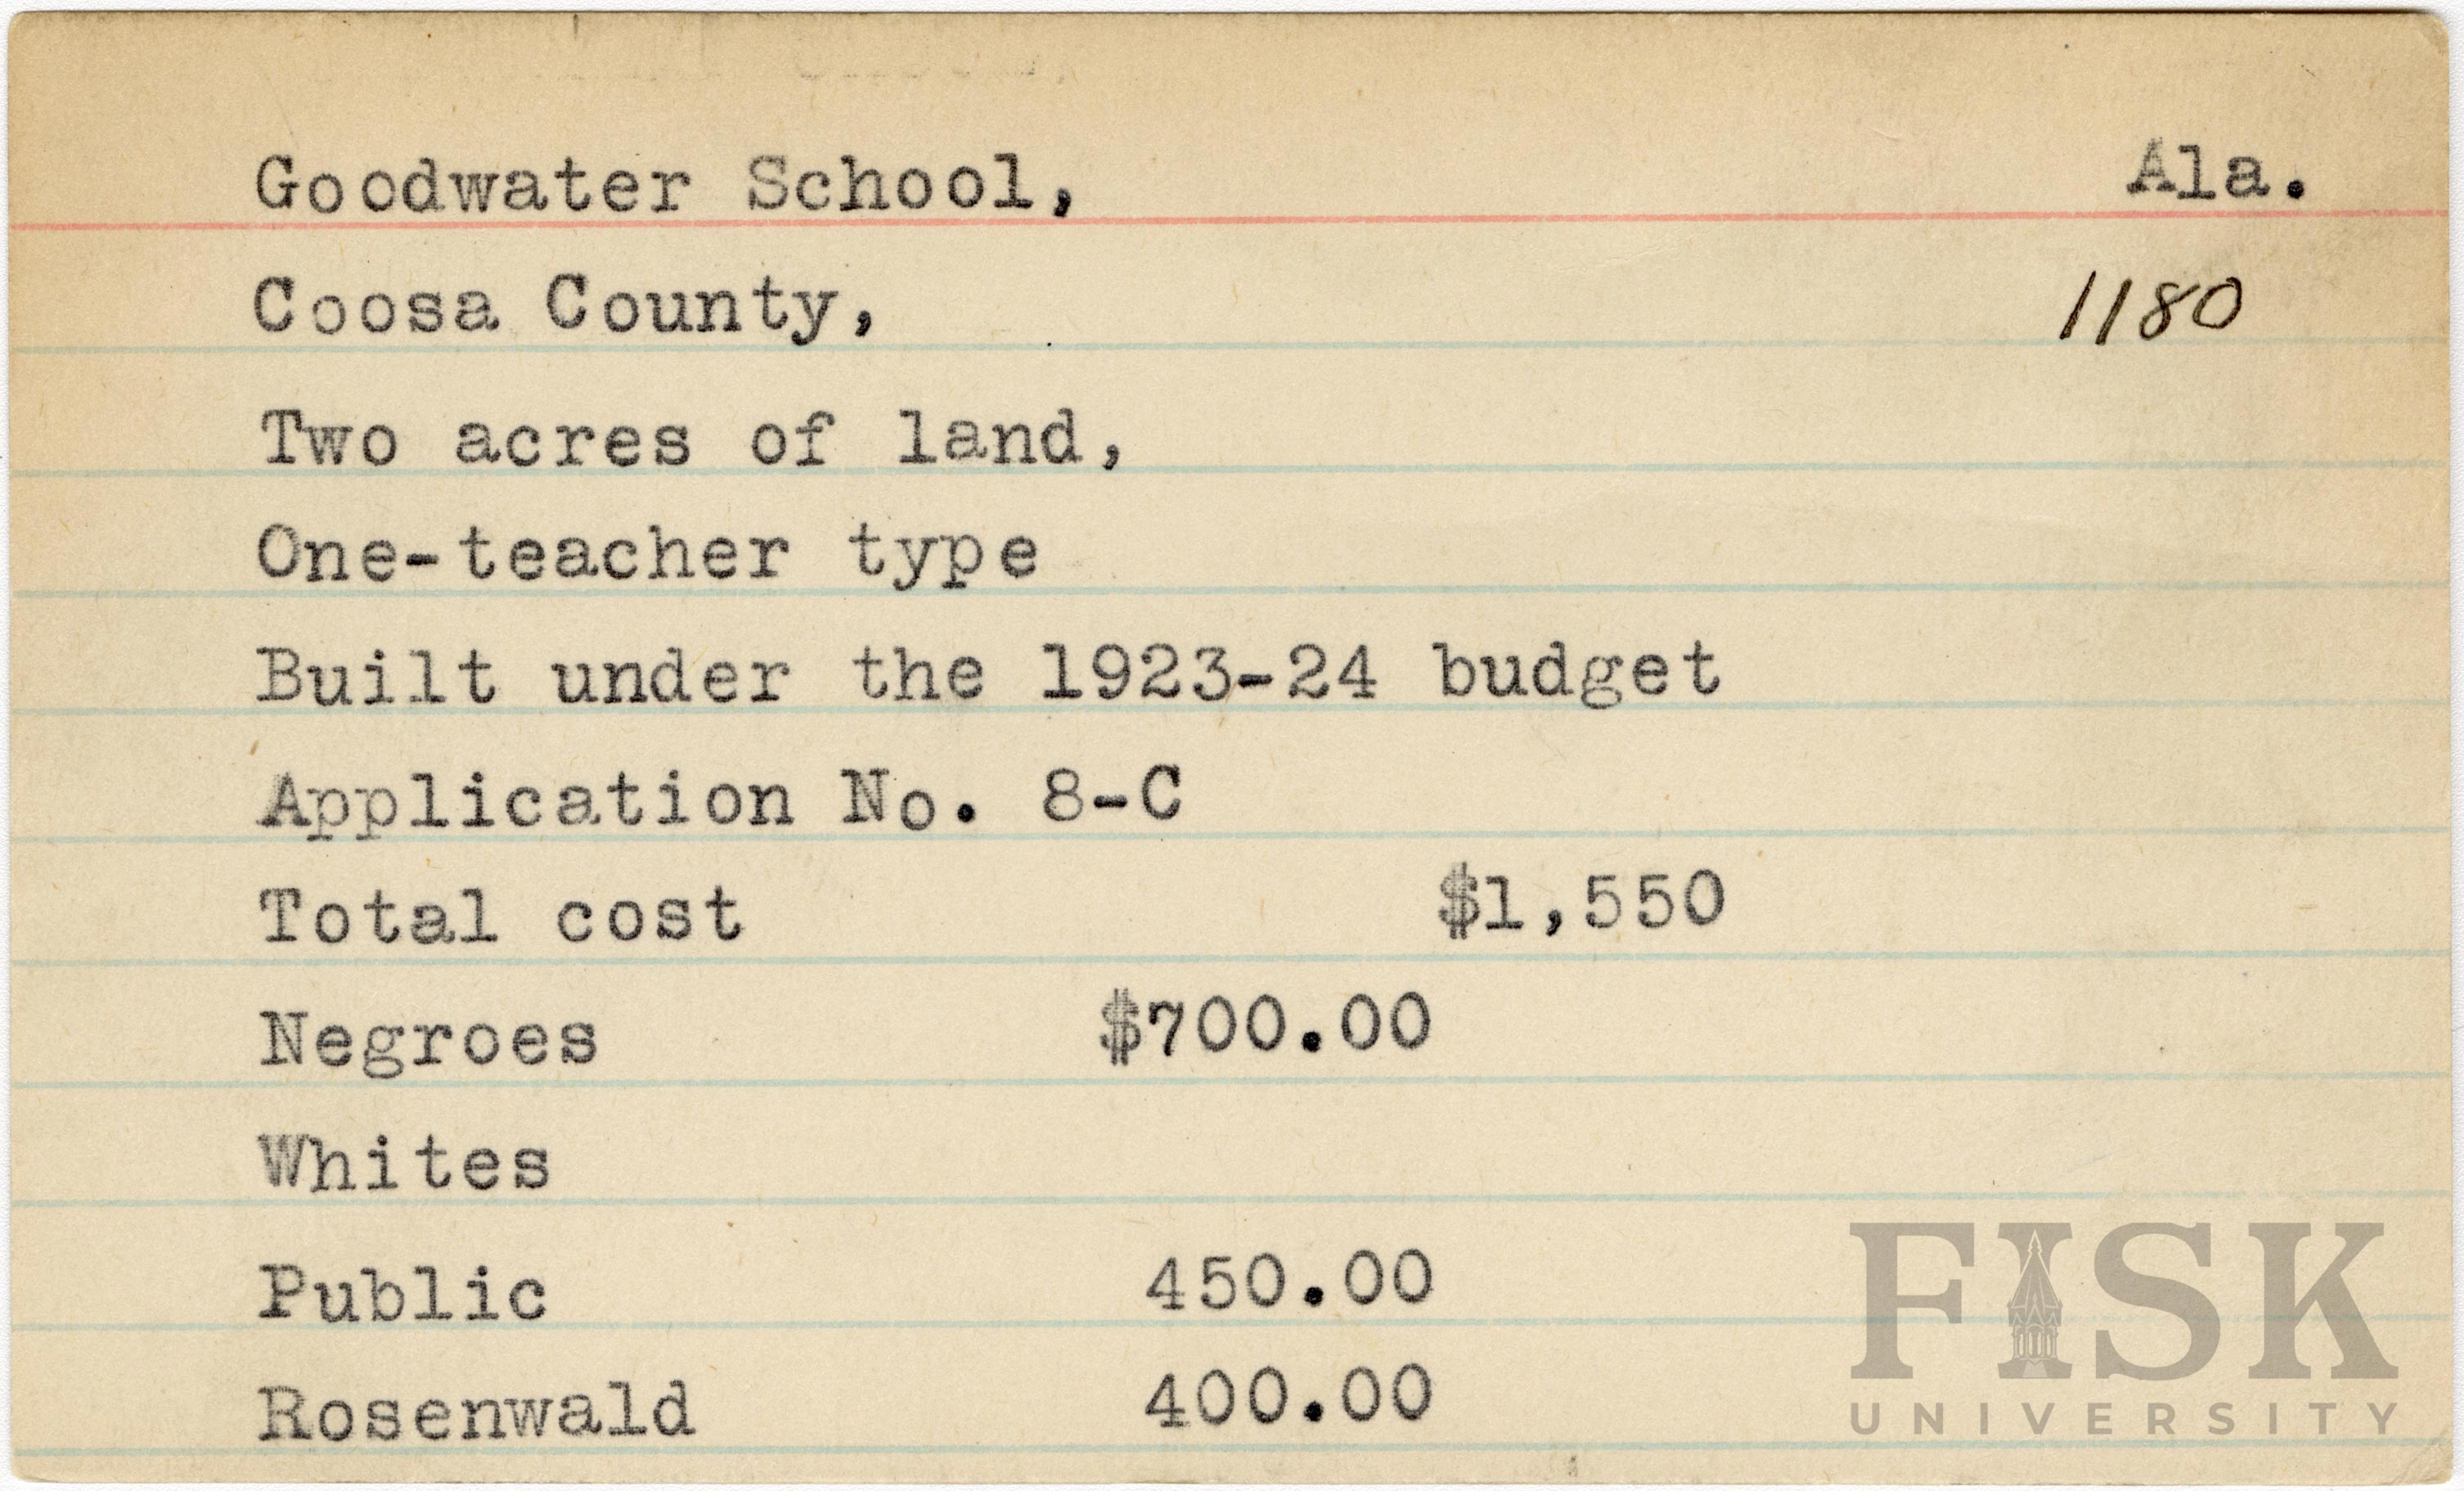 Goodwater School, Ala.
Coosa County, 1180
Two acres of land,
One-teacher type
Built under the 1923-24 budget
Application No. 8-C
Total cost $1,550
Negroes $700.00
Whites
Public 450.00
Rosenwald 400.00
FISK
UNIVERSITY